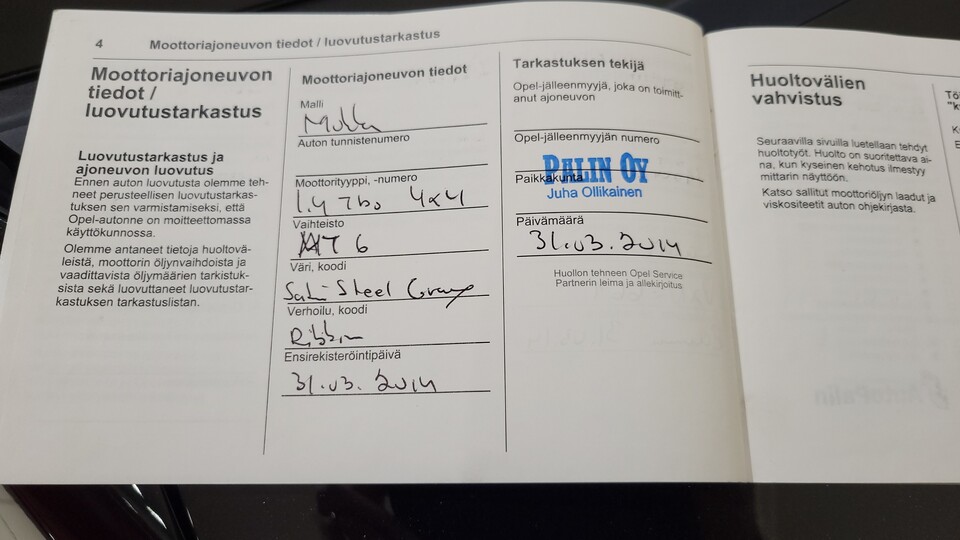 4 Moottoriajoneuvon tiedot / luovutustarkastus
Moottoriajoneuvon
tiedot /
luovutustarkastus
Luovutustarkastus ja
ajoneuvon luovutus
Ennen auton luovutusta olemme teh-
neet perusteellisen luovutustarkas-
tuksen sen varmistamiseksi, että
Opel-autonne on moitteettomassa
käyttökunnossa.
Olemme antaneet tietoja huoltovä-
leistä, moottorin öljynvaihdoista ja
vaadittavista öljymäärien tarkistuk-
sista sekä luovuttaneet luovutustar-
kastuksen tarkastuslistan.
Moottoriajoneuvon tiedot
Malli
Mokka
Auton tunnistenumero
Moottorityyppi, -numero
1.4 Tbo 4x4
Vaihteisto
MT 6
Väri, koodi
Satin Steel Grey
Verhoilu, koodi
Ribbon
Ensirekisteröintipäivä
31.03.2014
Tarkastuksen tekijä
Opel-jälleenmyyjä, joka on toimitt-
anut ajoneuvon
Opel-jälleenmyyjän numero
PALIN OY
Paikkakunta
Juha Ollikainen
Päivämäärä
31.03.2014
Huollon tehneen Opel Service
Partnerin leima ja allekirjoitus
Huoltovälien
vahvistus
Seuraavilla sivuilla luetellaan tehdyt
huoltotyöt. Huolto on suoritettava ai-
na, kun kyseinen kehotus ilmestyy
mittarin näyttöön.
Katso sallitut moottoriöljyn laadut ja
viskositeetit auton ohjekirjasta.